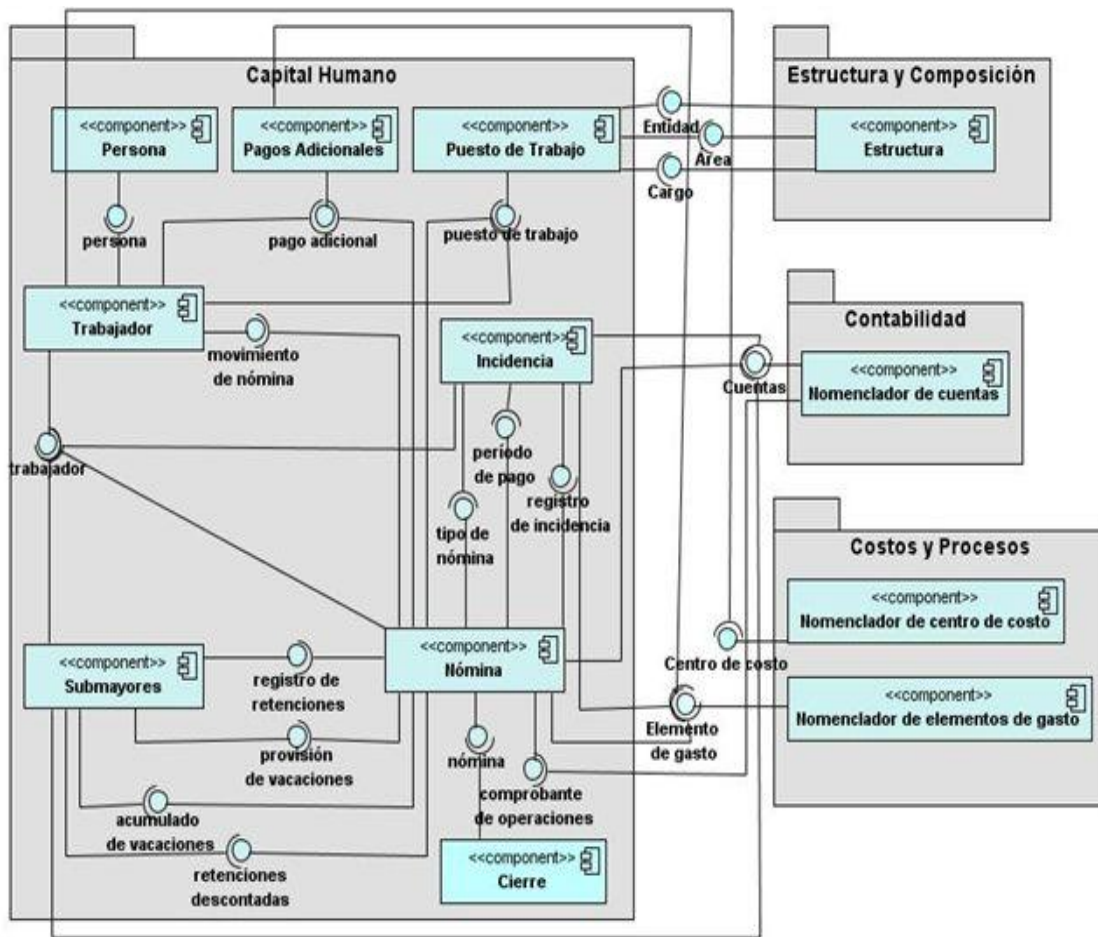 Capital Humano
<<component>>
Persona
<<component>>
Pagos Adicionales
<<component>>
Puesto de Trabajo
persona
pago adicional
puesto de trabajo
Entidad
Área
Cargo
Estructura y Composición
<<component>>
Estructura
<<component>>
Trabajador
movimiento
de nómina
<<component>>
Incidencia
trabajador
período
de pago
registro
de incidencia
tipo de
nómina
Cuentas
Contabilidad
<<component>>
Nomenclador de cuentas
<<component>>
Submayores
registro de
retenciones
provisión
de vacaciones
acumulado
de vacaciones
retenciones
descontadas
<<component>>
Nómina
nómina
comprobante
de operaciones
<<component>>
Cierre
Centro de costo
Elemento
de gasto
Costos y Procesos
<<component>>
Nomenclador de centro de costo
<<component>>
Nomenclador de elementos de gasto